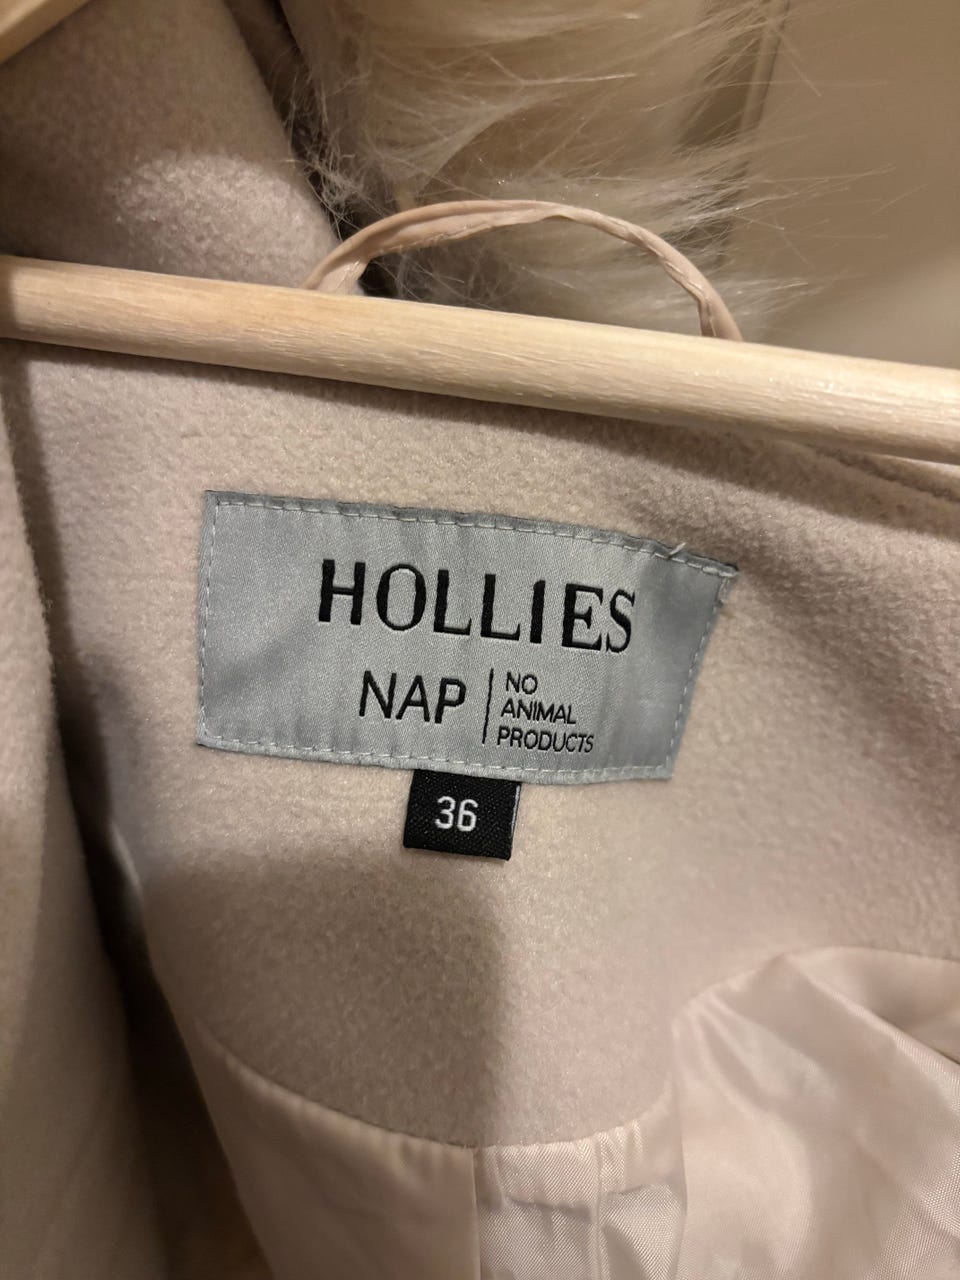 HOLLIES
NAP
NO
ANIMAL
PRODUCTS
36